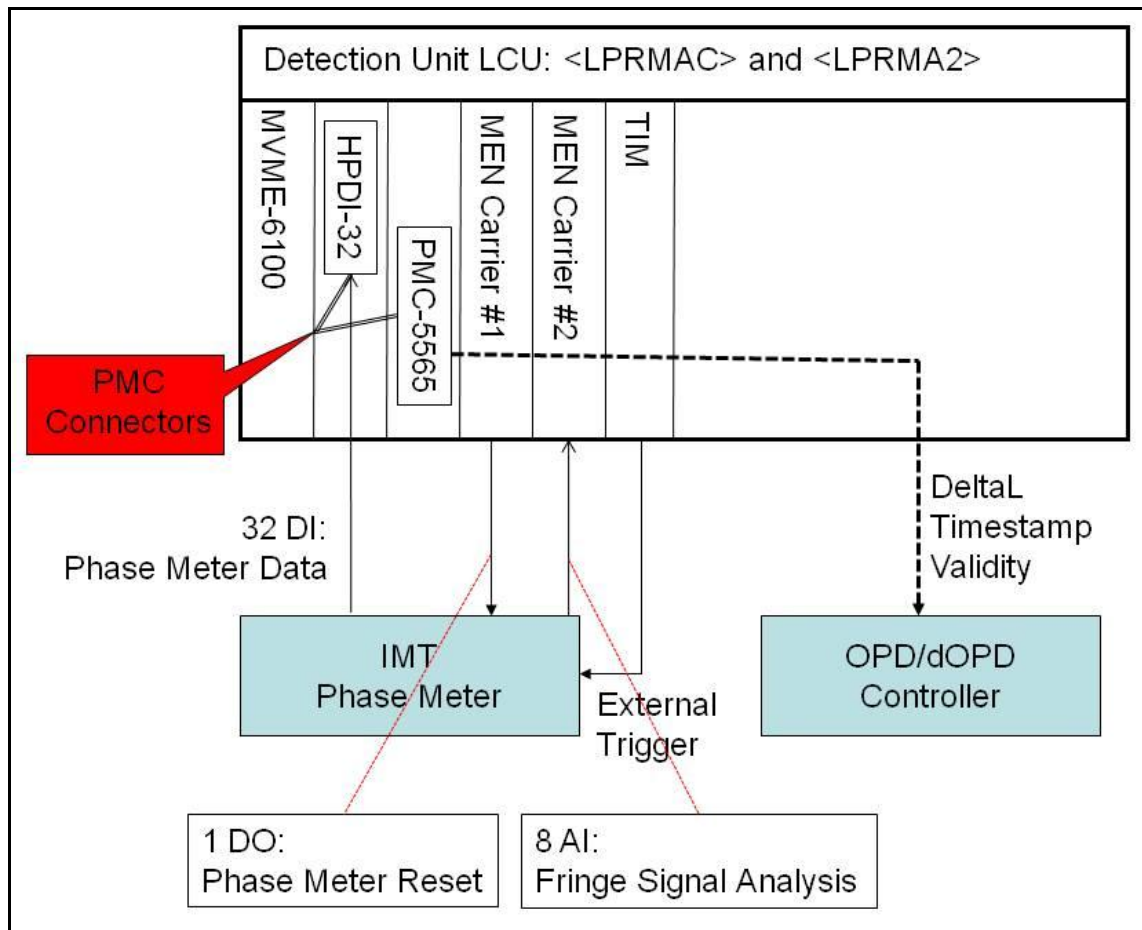 Detection Unit LCU: <LPRMAC> and <LPRMA2>
MVME-6100
HPDI-32
PMC-5565
MEN Carrier #1
MEN Carrier #2
TIM
PMC
Connectors
32 DI:
Phase Meter Data
DeltaL
Timestamp
Validity
IMT
Phase Meter
External
Trigger
OPD/dOPD
Controller
1 DO:
Phase Meter Reset
8 AI:
Fringe Signal Analysis